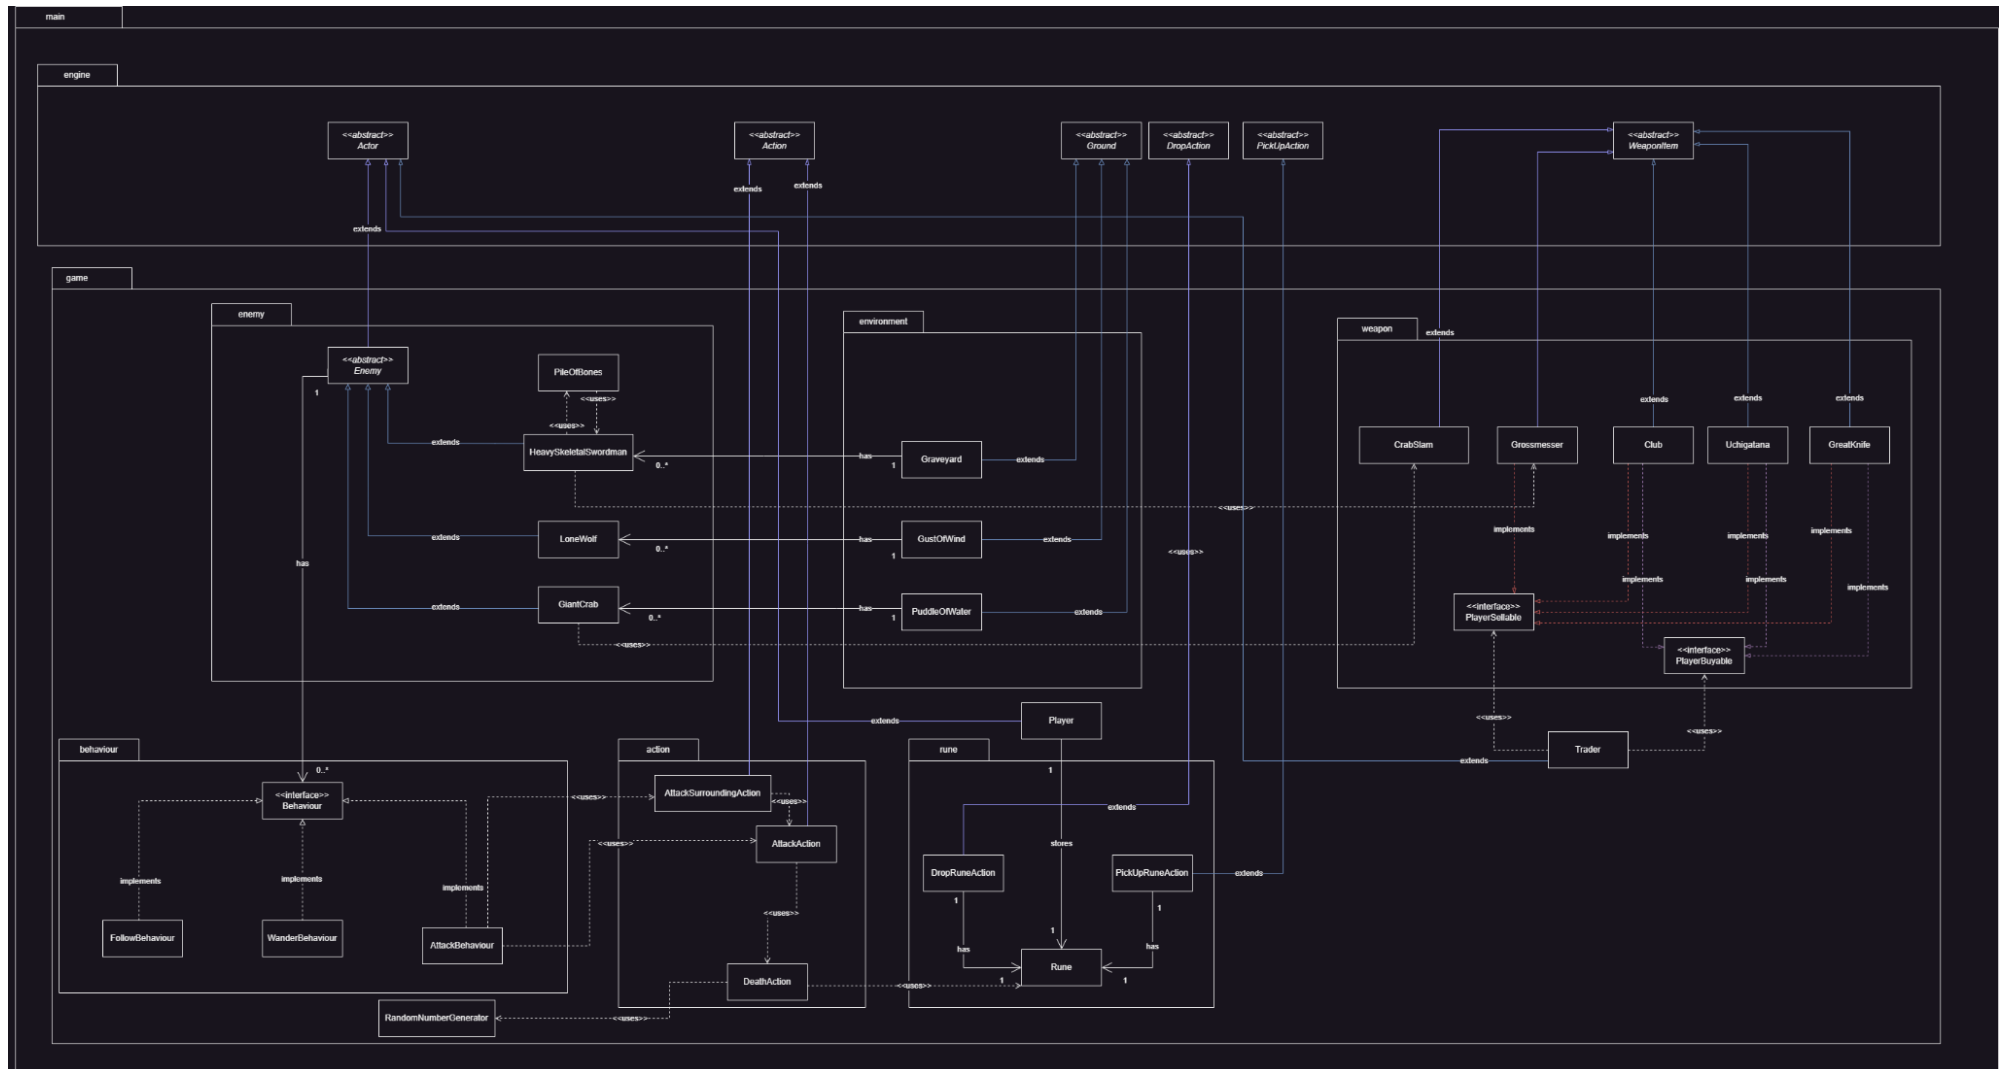 main
engine
<<abstract>>
Actor
<<abstract>>
Action
<<abstract>>
Ground
<<abstract>>
DropAction
<<abstract>>
PickUpAction
<<abstract>>
WeaponItem
extends
extends
extends
game
enemy
environment
weapon
extends
<<abstract>>
Enemy
1
PileOfBones
<<uses>>
<<uses>>
extends
HeavySkeletalSwordman
0..*
has
1
Graveyard
extends
extends
extends
extends
CrabSlam
Grossmesser
Club
Uchigatana
GreatKnife
<<uses>>
extends
LoneWolf
0..*
has
1
GustOfWind
extends
<<uses>>
implements
implements
implements
implements
has
extends
GiantCrab
0..*
has
1
PuddleOfWater
extends
implements
implements
implements
<<uses>>
<<interface>>
PlayerSellable
<<interface>>
PlayerBuyable
extends
Player
<<uses>>
<<uses>>
Trader
extends
behaviour
action
rune
0..*
1
<<interface>>
Behaviour
<<uses>>
AttackSurroundingAction
<<uses>>
extends
<<uses>>
AttackAction
stores
implements
implements
implements
DropRuneAction
PickUpRuneAction
extends
1
1
<<uses>>
FollowBehaviour
WanderBehaviour
AttackBehaviour
1
has
has
Rune
1
1
DeathAction
<<uses>>
RandomNumberGenerator
<<uses>>